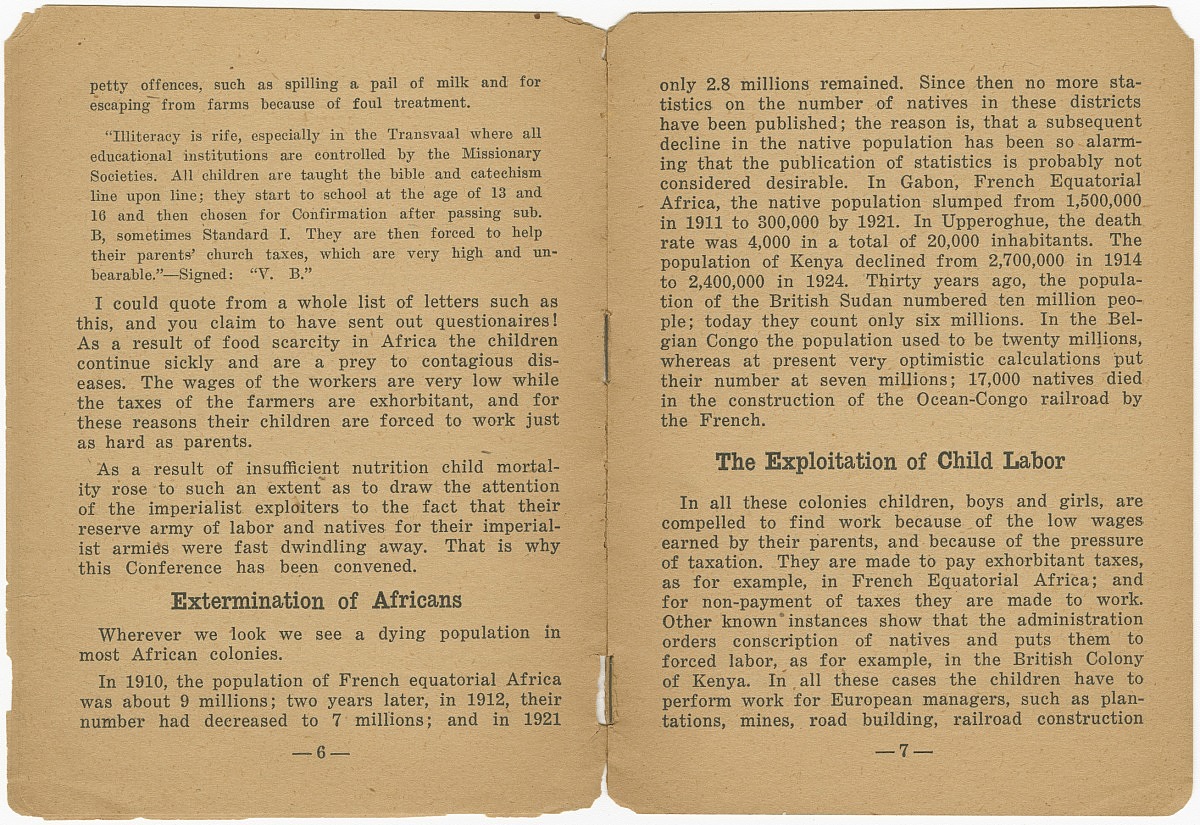 petty offences, such as spilling a pail of milk and for
escaping from farms because of foul treatment.
"Illiteracy is rife, especially in the Transvaal where all
educational institutions are controlled by the Missionary
Societies. All children are taught the bible and catechism
line upon line; they start to school at the age of 13 and
16 and then chosen for Confirmation after passing sub.
B, sometimes Standard I. They are then forced to help
their parents' church taxes, which are very high and un-
bearable."—Signed: "V. B."
I could quote from a whole list of letters such as
this, and you claim to have sent out questionaires!
As a result of food scarcity in Africa the children
continue sickly and are a prey to contagious dis-
eases. The wages of the workers are very low while
the taxes of the farmers are exhorbitant, and for
these reasons their children are forced to work just
as hard as parents.
As a result of insufficient nutrition child mortal-
ity rose to such an extent as to draw the attention
of the imperialist exploiters to the fact that their
reserve army of labor and natives for their imperial-
ist armies were fast dwindling away. That is why
this Conference has been convened.
Extermination of Africans
Wherever we look we see a dying population in
most African colonies.
In 1910, the population of French equatorial Africa
was about 9 millions; two years later, in 1912, their
number had decreased to 7 millions; and in 1921
—6—
only 2.8 millions remained. Since then no more sta-
tistics on the number of natives in these districts
have been published; the reason is, that a subsequent
decline in the native population has been so alarm-
ing that the publication of statistics is probably not
considered desirable. In Gabon, French Equatorial
Africa, the native population slumped from 1,500,000
in 1911 to 300,000 by 1921. In Upperoghue, the death
rate was 4,000 in a total of 20,000 inhabitants. The
population of Kenya declined from 2,700,000 in 1914
to 2,400,000 in 1924. Thirty years ago, the popula-
tion of the British Sudan numbered ten million peo-
ple; today they count only six millions. In the Bel-
gian Congo the population used to be twenty millions,
whereas at present very optimistic calculations put
their number at seven millions; 17,000 natives died
in the construction of the Ocean-Congo railroad by
the French.
The Exploitation of Child Labor
In all these colonies children, boys and girls, are
compelled to find work because of the low wages
earned by their parents, and because of the pressure
of taxation. They are made to pay exhorbitant taxes,
as for example, in French Equatorial Africa; and
for non-payment of taxes they are made to work.
Other known instances show that the administration
orders conscription of natives and puts them to
forced labor, as for example, in the British Colony
of Kenya. In all these cases the children have to
perform work for European managers, such as plan-
tations, mines, road building, railroad construction
—7—